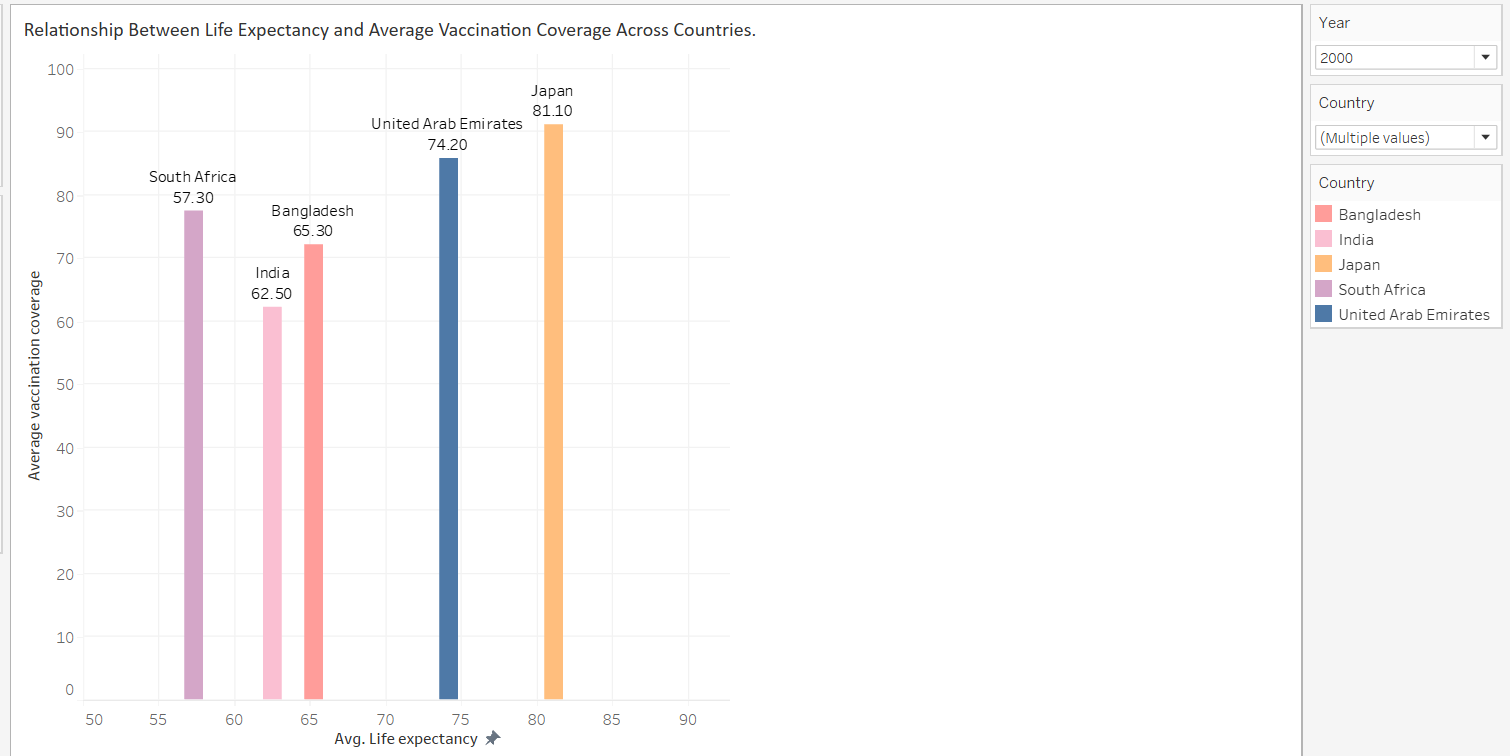 Relationship Between Life Expectancy and Average Vaccination Coverage Across Countries.
100
90
80
70
60
50
40
30
20
10
0
Average vaccination coverage
South Africa
57.30
India
62.50
Bangladesh
65.30
United Arab Emirates
74.20
Japan
81.10
50 55 60 65 70 75 80 85 90
Avg. Life expectancy
Year
2000
Country
(Multiple values)
Country
Bangladesh
India
Japan
South Africa
United Arab Emirates